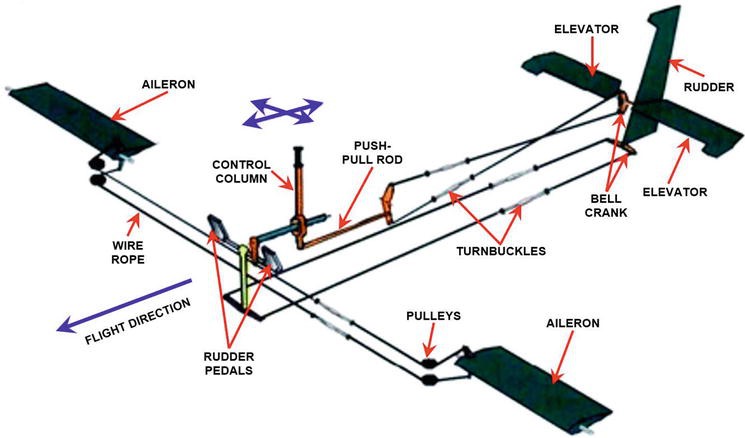 ELEVATOR
AILERON
RUDDER
PUSH-
PULL ROD
CONTROL
COLUMN
BELL
CRANK
ELEVATOR
WIRE
ROPE
TURNBUCKLES
FLIGHT DIRECTION
PULLEYS
AILERON
RUDDER
PEDALS